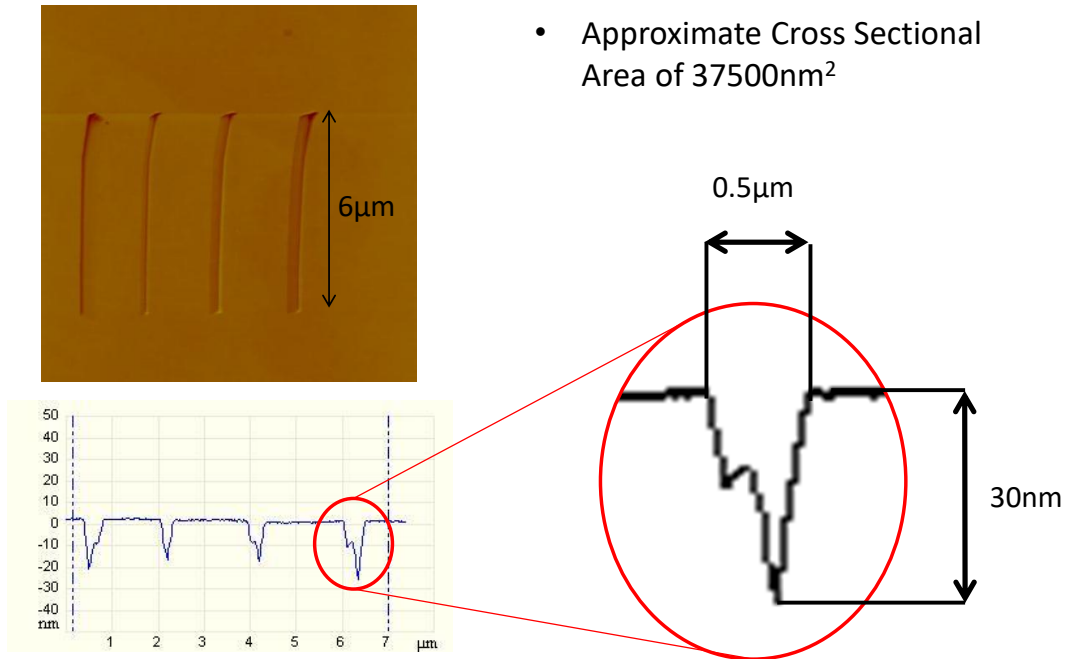 • Approximate Cross Sectional
Area of 37500nm²
6μm
0.5μm
30nm
50
40
30
20
10
0
-10
-20
-30
-40
nm
1 2 3 4 5 6 7 μm